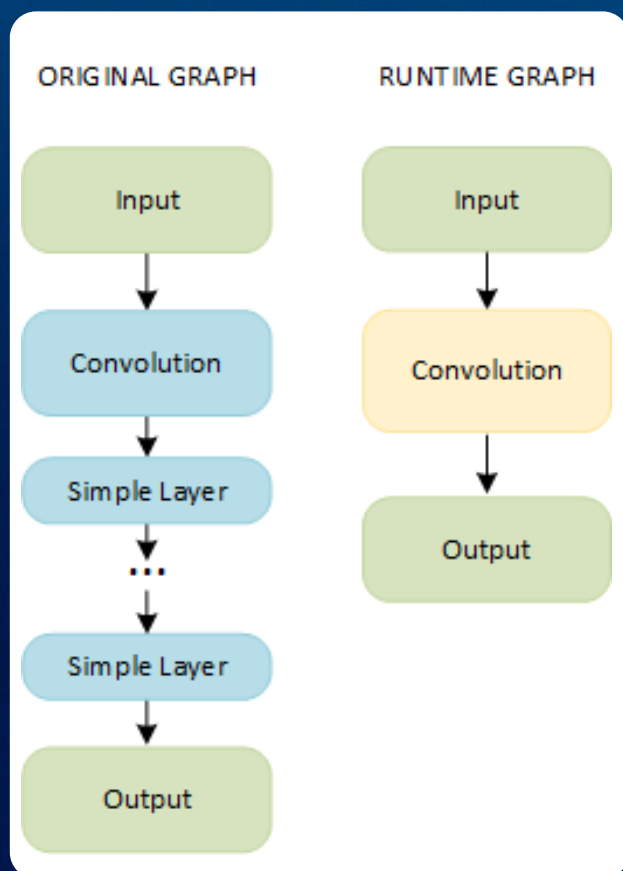 ORIGINAL GRAPH
Input
Convolution
Simple Layer
...
Simple Layer
Output
RUNTIME GRAPH
Input
Convolution
Output